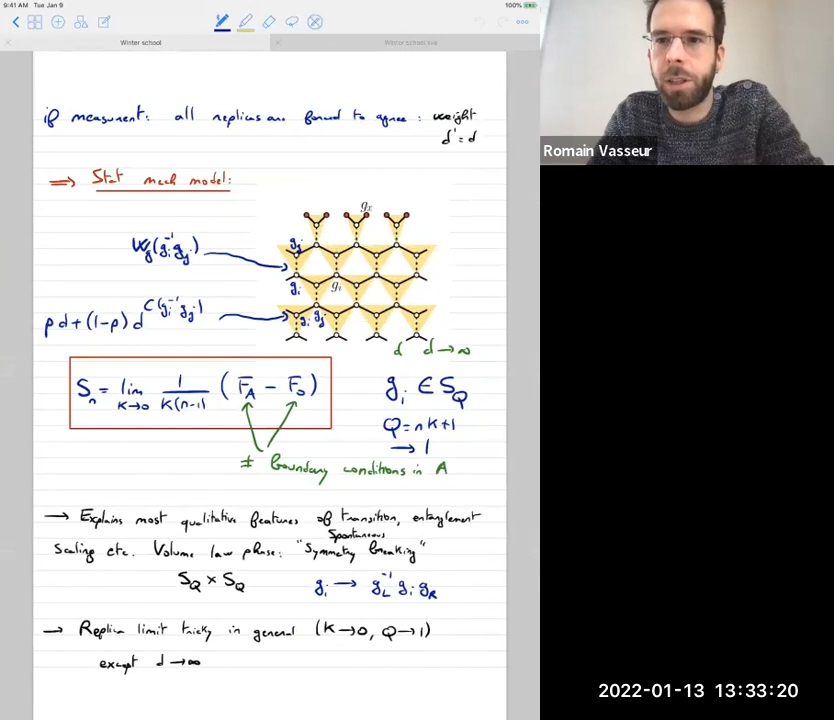 9:41 AM Tue Jan 9
100%
Winter school
Winter school live
if measurement: all replicas are forced to agree: weight
d' = d
⇒ Stat mech model:
g_x
Wg(g_i^{-1} g_j)
g_j
g_i
g_i
p d + (1-p) d^{C(g_i^{-1} g_j)}
g_i g_j
d d → ∞
S_n = lim_{K→0} 1/K(n-1) (F_A - F_0)
g_i ∈ S_Q
Q = nK+1
→ 1
≠ boundary conditions in A
→ Explains most qualitative features of transition, entanglement
Spontaneous
scaling etc. Volume law phase: "Symmetry breaking"
S_Q × S_Q g_i → g_L^{-1} g_i g_R
→ Replica limit tricky in general (K→0, Q→1)
except d → ∞
Romain Vasseur
2022-01-13 13:33:20